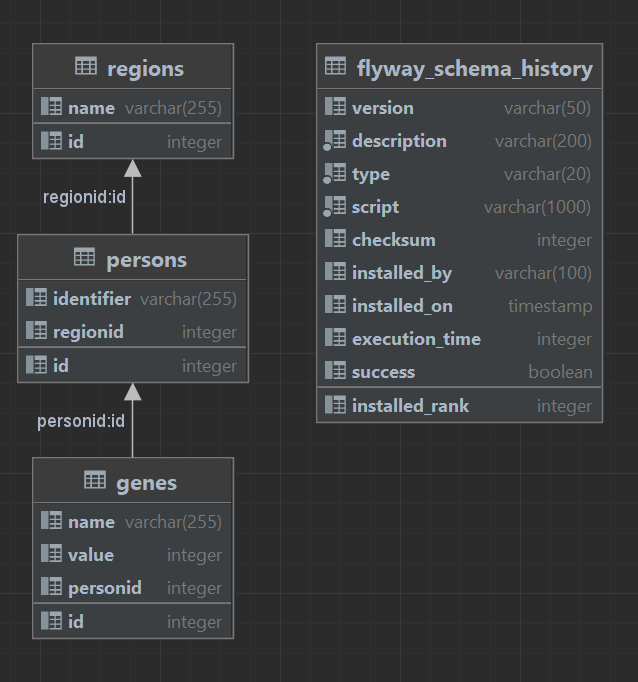 regions
name varchar(255)
id integer
regionid:id
persons
identifier varchar(255)
regionid integer
id integer
personid:id
genes
name varchar(255)
value integer
personid integer
id integer
flyway_schema_history
version varchar(50)
description varchar(200)
type varchar(20)
script varchar(1000)
checksum integer
installed_by varchar(100)
installed_on timestamp
execution_time integer
success boolean
installed_rank integer